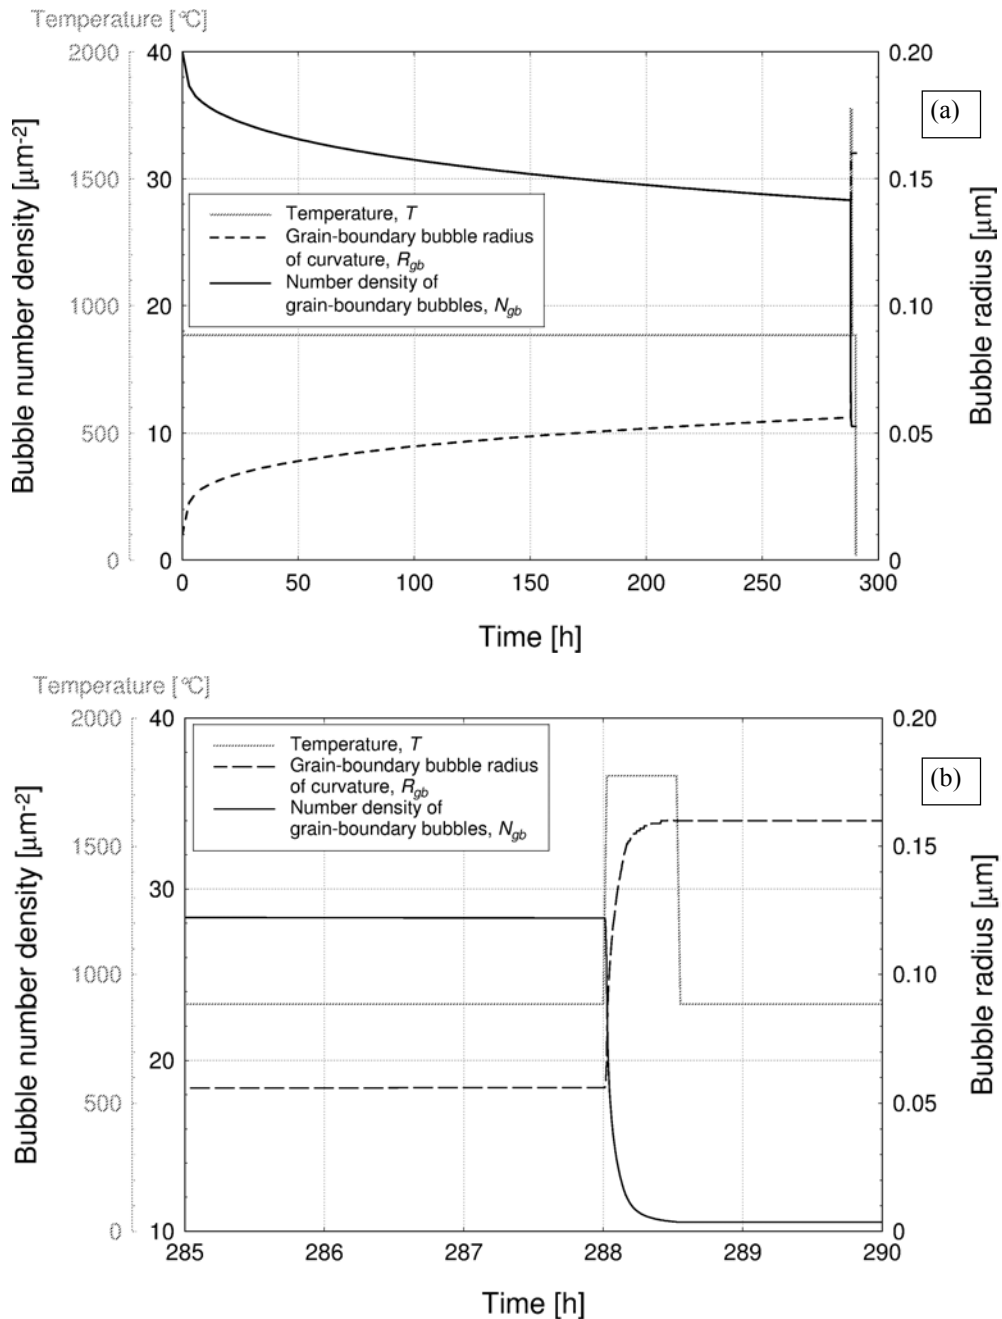 Temperature [°C]
2000
40
0.20
(a)
1500
30
0.15
Temperature, T
Grain-boundary bubble radius
of curvature, Rgb
Number density of
grain-boundary bubbles, Ngb
1000
20
0.10
500
10
0.05
0
0
0
0
50
100
150
200
250
300
Bubble number density [μm-2]
Bubble radius [μm]
Time [h]
Temperature [°C]
2000
40
0.20
Temperature, T
Grain-boundary bubble radius
of curvature, Rgb
Number density of
grain-boundary bubbles, Ngb
(b)
1500
30
0.15
1000
20
0.10
500
0.05
0
10
0
285
286
287
288
289
290
Bubble number density [μm-2]
Bubble radius [μm]
Time [h]